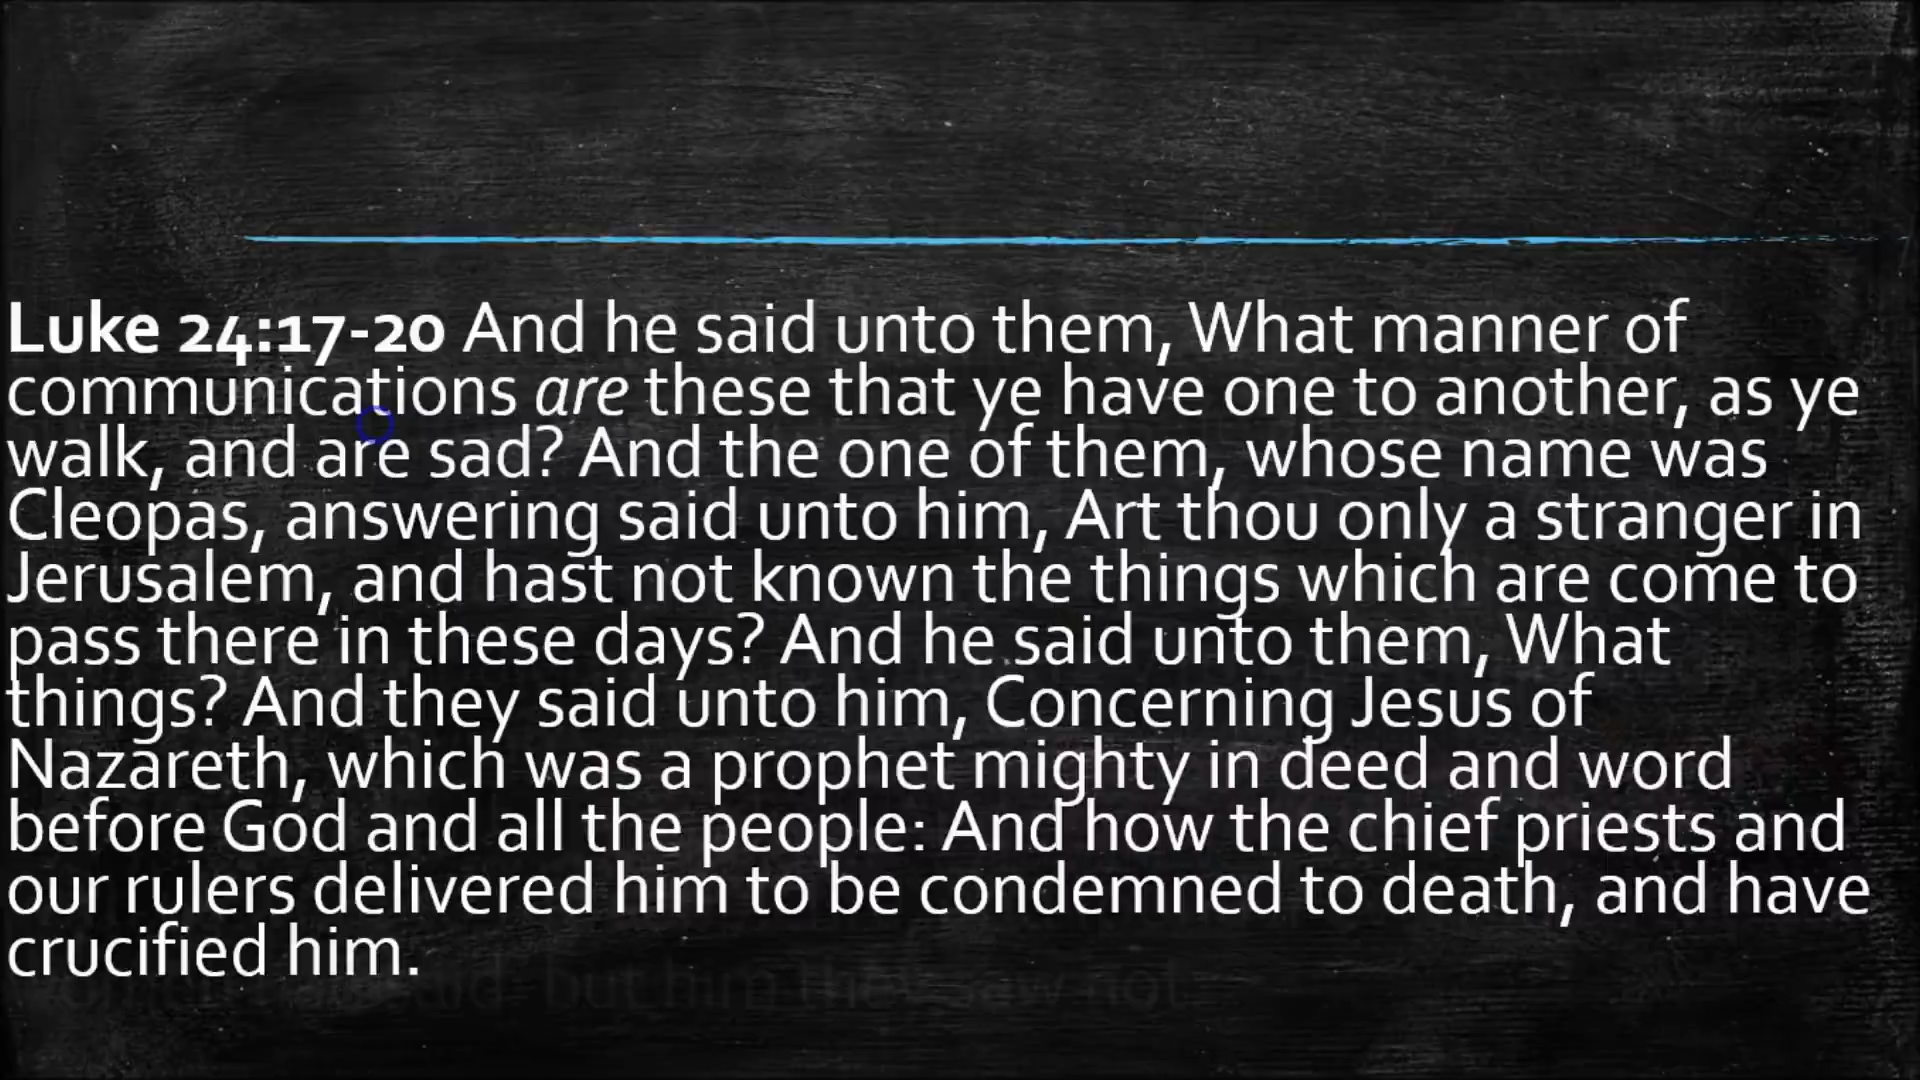 Luke 24:17-20 And he said unto them, What manner of
communications are these that ye have one to another, as ye
walk, and are sad? And the one of them, whose name was
Cleopas, answering said unto him, Art thou only a stranger in
Jerusalem, and hast not known the things which are come to
pass there in these days? And he said unto them, What
things? And they said unto him, Concerning Jesus of
Nazareth, which was a prophet mighty in deed and word
before God and all the people: And how the chief priests and
our rulers delivered him to be condemned to death, and have
crucified him.
but him they saw not